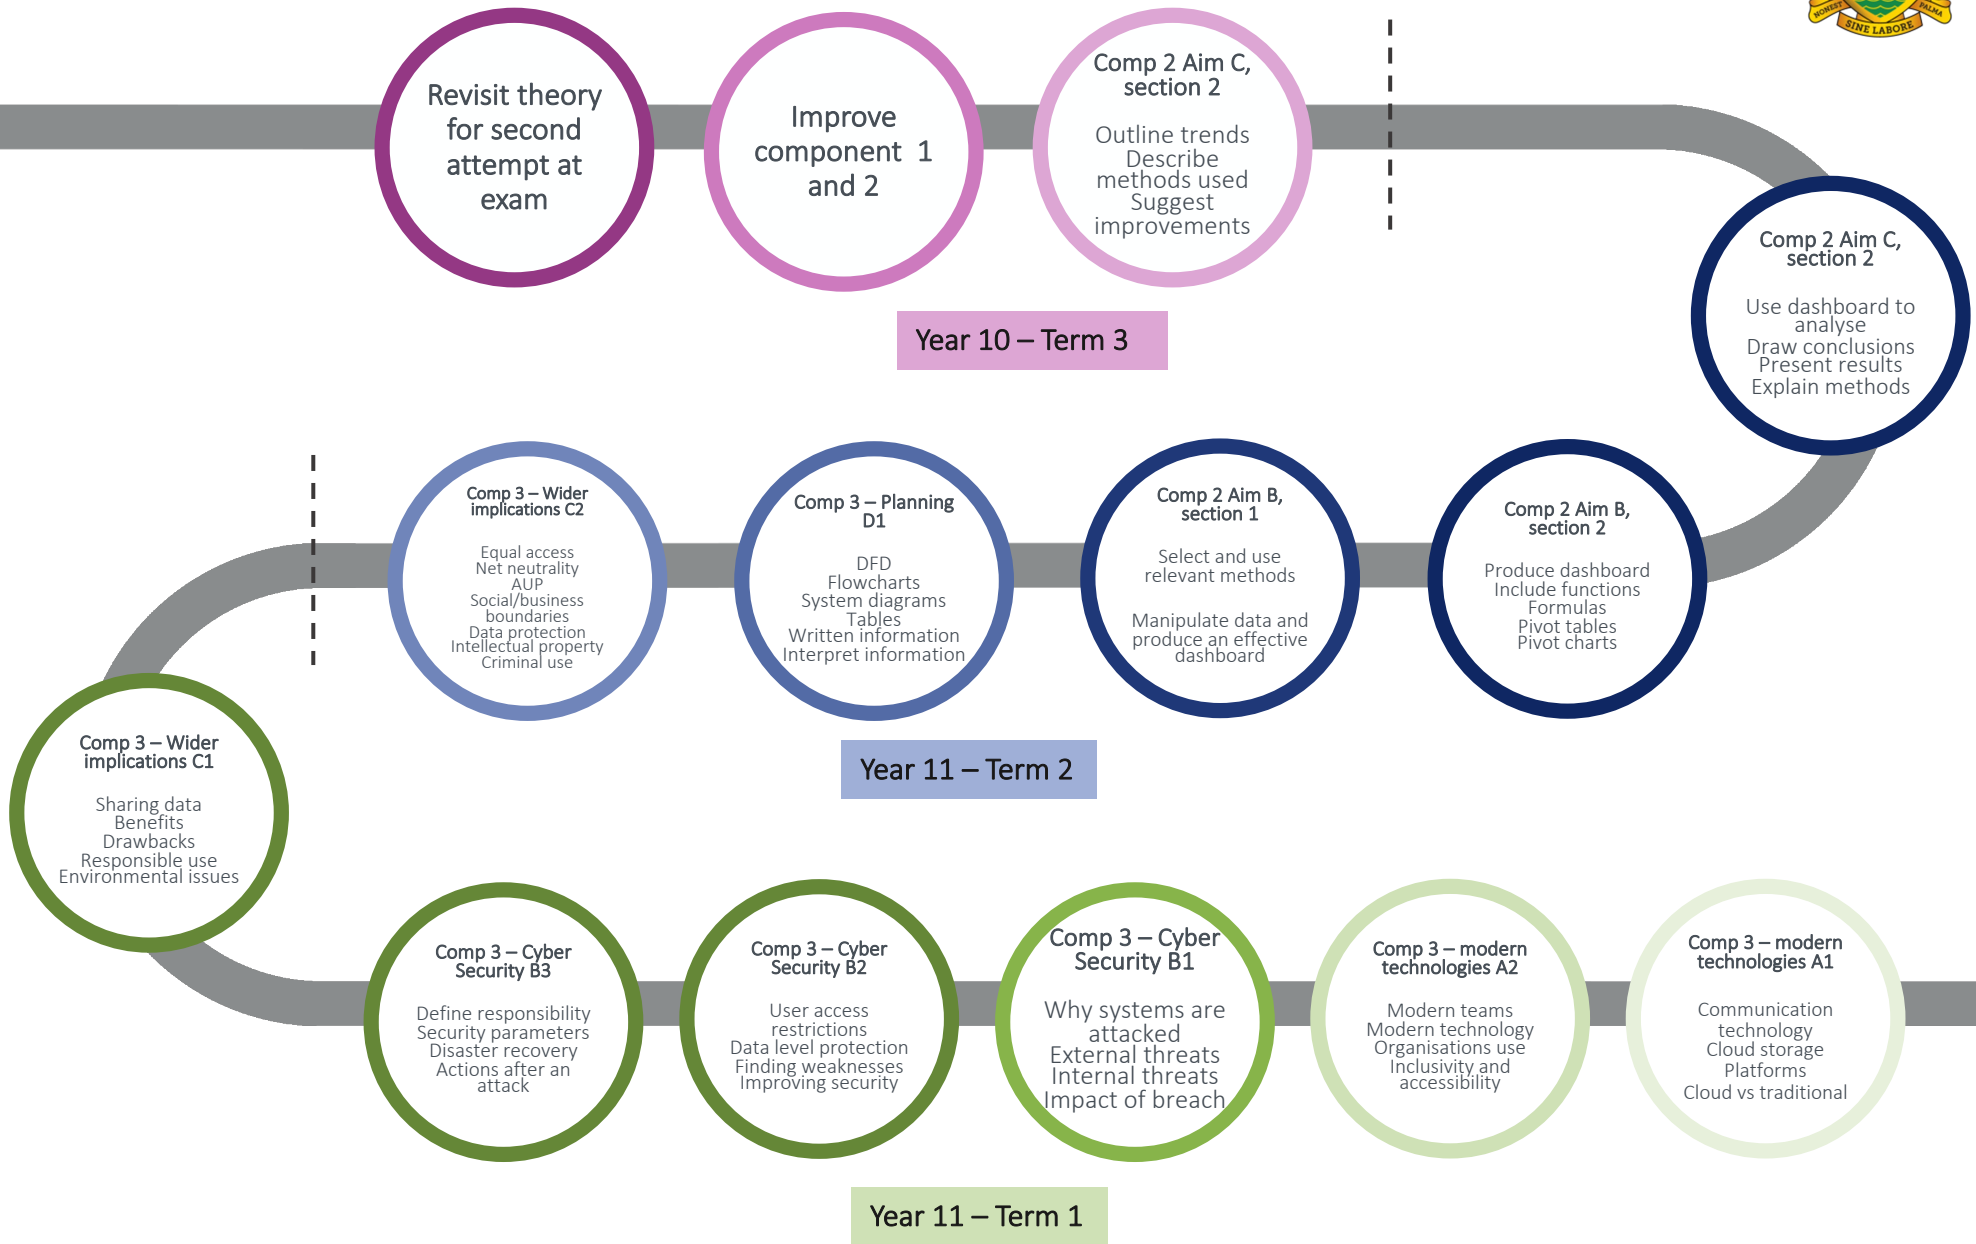 HONEST
PALMA
SINE LABORE
Revisit theory
for second
attempt at
exam
Improve
component 1
and 2
Comp 2 Aim C,
section 2
Outline trends
Describe
methods used
Suggest
improvements
Comp 2 Aim C,
section 2
Use dashboard to
analyse
Draw conclusions
Present results
Explain methods
Year 10 – Term 3
Comp 3 – Wider
implications C2
Equal access
Net neutrality
AUP
Social/business
boundaries
Data protection
Intellectual property
Criminal use
Comp 3 – Planning
D1
DFD
Flowcharts
System diagrams
Tables
Written information
Interpret information
Comp 2 Aim B,
section 1
Select and use
relevant methods
Manipulate data and
produce an effective
dashboard
Comp 2 Aim B,
section 2
Produce dashboard
Include functions
Formulas
Pivot tables
Pivot charts
Comp 3 – Wider
implications C1
Sharing data
Benefits
Drawbacks
Responsible use
Environmental issues
Year 11 – Term 2
Comp 3 – Cyber
Security B3
Define responsibility
Security parameters
Disaster recovery
Actions after an
attack
Comp 3 – Cyber
Security B2
User access
restrictions
Data level protection
Finding weaknesses
Improving security
Comp 3 – Cyber
Security B1
Why systems are
attacked
External threats
Internal threats
Impact of breach
Comp 3 – modern
technologies A2
Modern teams
Modern technology
Organisations use
Inclusivity and
accessibility
Comp 3 – modern
technologies A1
Communication
technology
Cloud storage
Platforms
Cloud vs traditional
Year 11 – Term 1